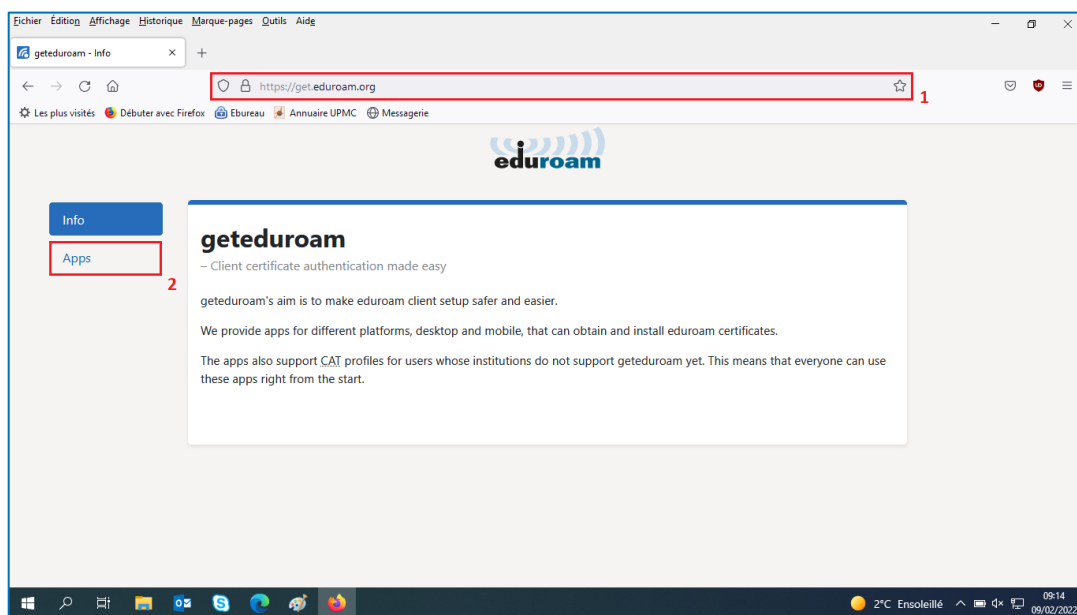 Eichier Édition Affichage Historique Marque-pages Outils Aide
geteduroam - Info
https://get.eduroam.org
1
Les plus visités Débuter avec Firefox Ebureau Annuaire UPMC Messagerie
eduroam
Info
Apps
2
geteduroam
– Client certificate authentication made easy
geteduroam's aim is to make eduroam client setup safer and easier.
We provide apps for different platforms, desktop and mobile, that can obtain and install eduroam certificates.
The apps also support CAT profiles for users whose institutions do not support geteduroam yet. This means that everyone can use
these apps right from the start.
2°C Ensoleillé
09:14
09/02/2022